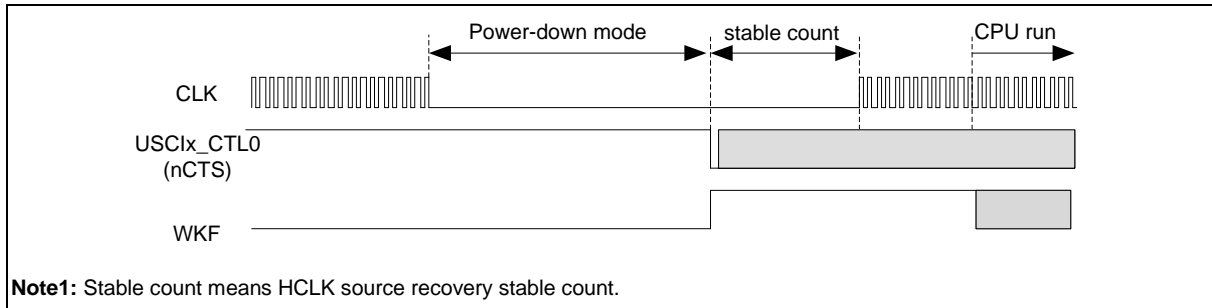 Power-down mode
stable count
CPU run
CLK
USCIx_CTL0
(nCTS)
WKF
Note1: Stable count means HCLK source recovery stable count.